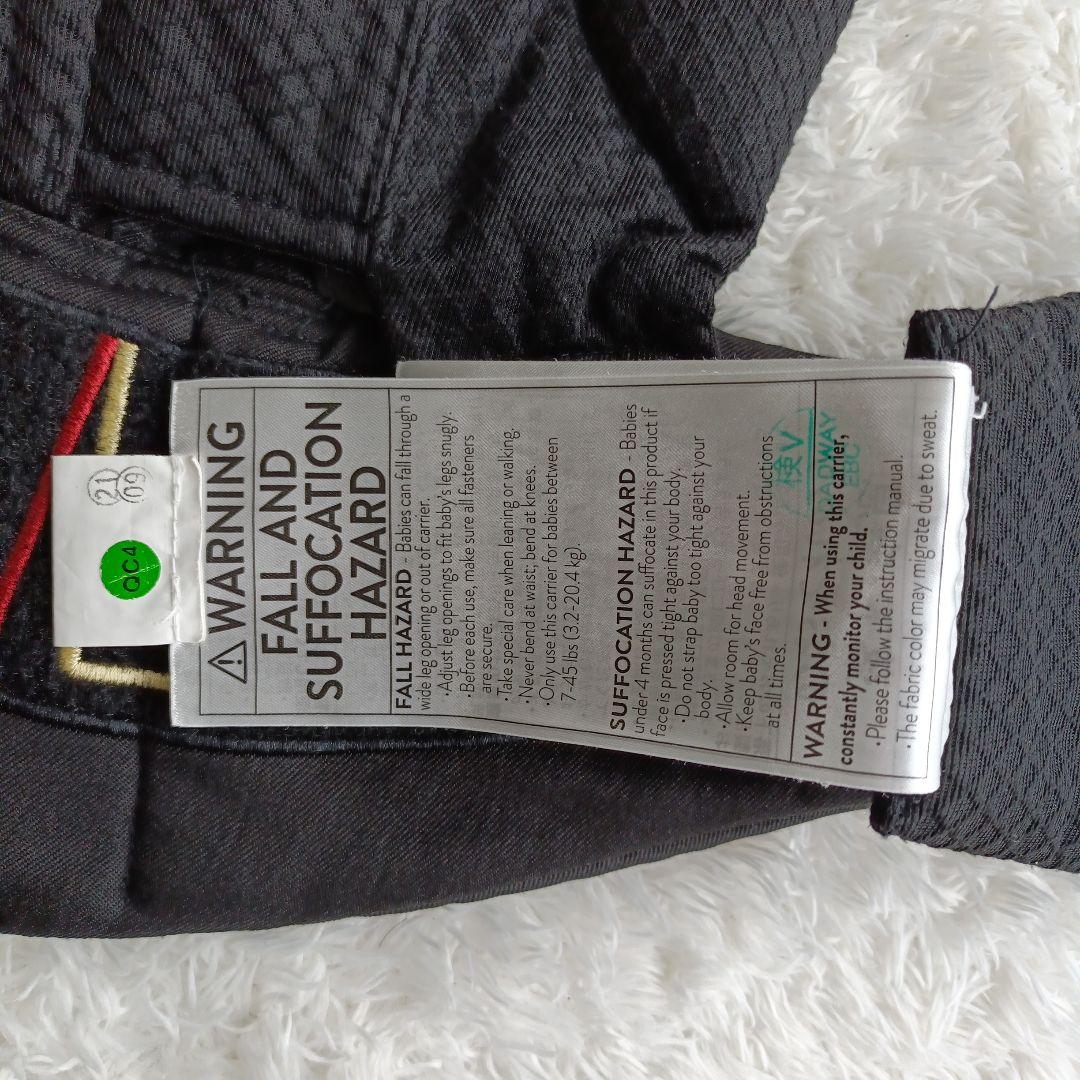 21
09
QC4
WARNING
FALL AND
SUFFOCATION
HAZARD
FALL HAZARD - Babies can fall through a
wide leg opening or out of carrier.
•Adjust leg openings to fit baby's legs snugly.
•Before each use, make sure all fasteners
are secure.
•Take special care when leaning or walking.
•Never bend at waist; bend at knees.
•Only use this carrier for babies between
7-45 lbs (3.2-20.4 kg).
SUFFOCATION HAZARD - Babies
under 4 months can suffocate in this product if
face is pressed tight against your body.
•Do not strap baby too tight against your
body.
•Allow room for head movement.
•Keep baby's face free from obstructions
at all times.
検V
DADWAY
EBC
WARNING - When using this carrier,
constantly monitor your child.
•Please follow the instruction manual.
•The fabric color may migrate due to sweat.